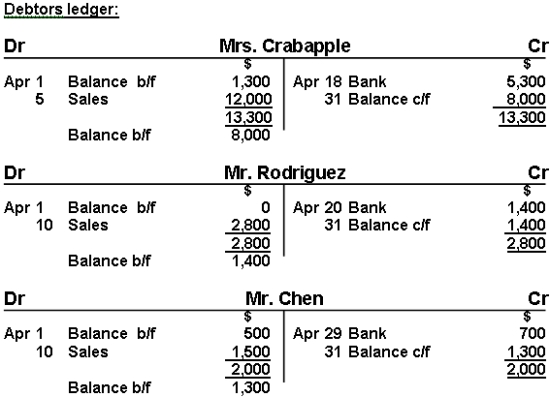 Debtors ledger:
Dr Mrs. Crabapple Cr
$ $
Apr 1 Balance b/f 1,300 Apr 18 Bank 5,300
5 Sales 12,000 31 Balance c/f 8,000
13,300 13,300
Balance b/f 8,000
Dr Mr. Rodriguez Cr
$ $
Apr 1 Balance b/f 0 Apr 20 Bank 1,400
10 Sales 2,800 31 Balance c/f 1,400
2,800 2,800
Balance b/f 1,400
Dr Mr. Chen Cr
$ $
Apr 1 Balance b/f 500 Apr 29 Bank 700
10 Sales 1,500 31 Balance c/f 1,300
2,000 2,000
Balance b/f 1,300